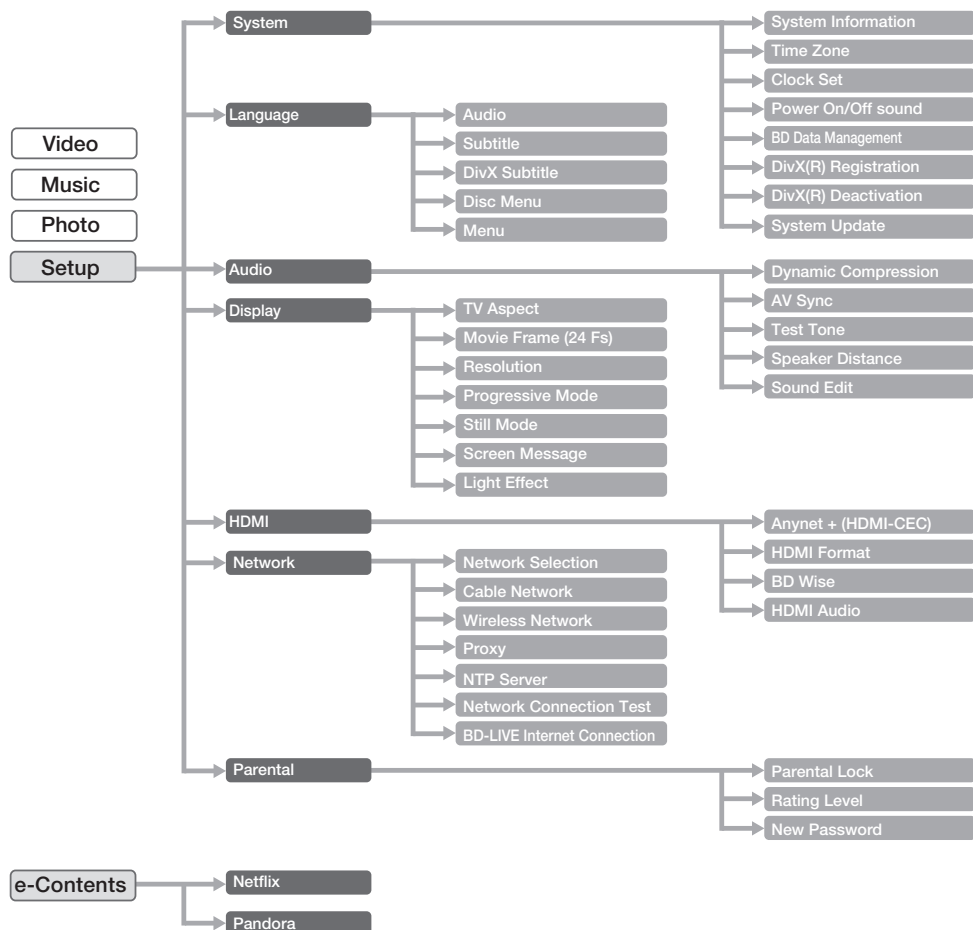 Video
Music
Photo
Setup
System
System Information
Time Zone
Clock Set
Power On/Off sound
BD Data Management
DivX(R) Registration
DivX(R) Deactivation
System Update
Language
Audio
Subtitle
DivX Subtitle
Disc Menu
Menu
Audio
Dynamic Compression
AV Sync
Test Tone
Speaker Distance
Sound Edit
Display
TV Aspect
Movie Frame (24 Fs)
Resolution
Progressive Mode
Still Mode
Screen Message
Light Effect
HDMI
Anynet + (HDMI-CEC)
HDMI Format
BD Wise
HDMI Audio
Network
Network Selection
Cable Network
Wireless Network
Proxy
NTP Server
Network Connection Test
BD-LIVE Internet Connection
Parental
Parental Lock
Rating Level
New Password
e-Contents
Netflix
Pandora